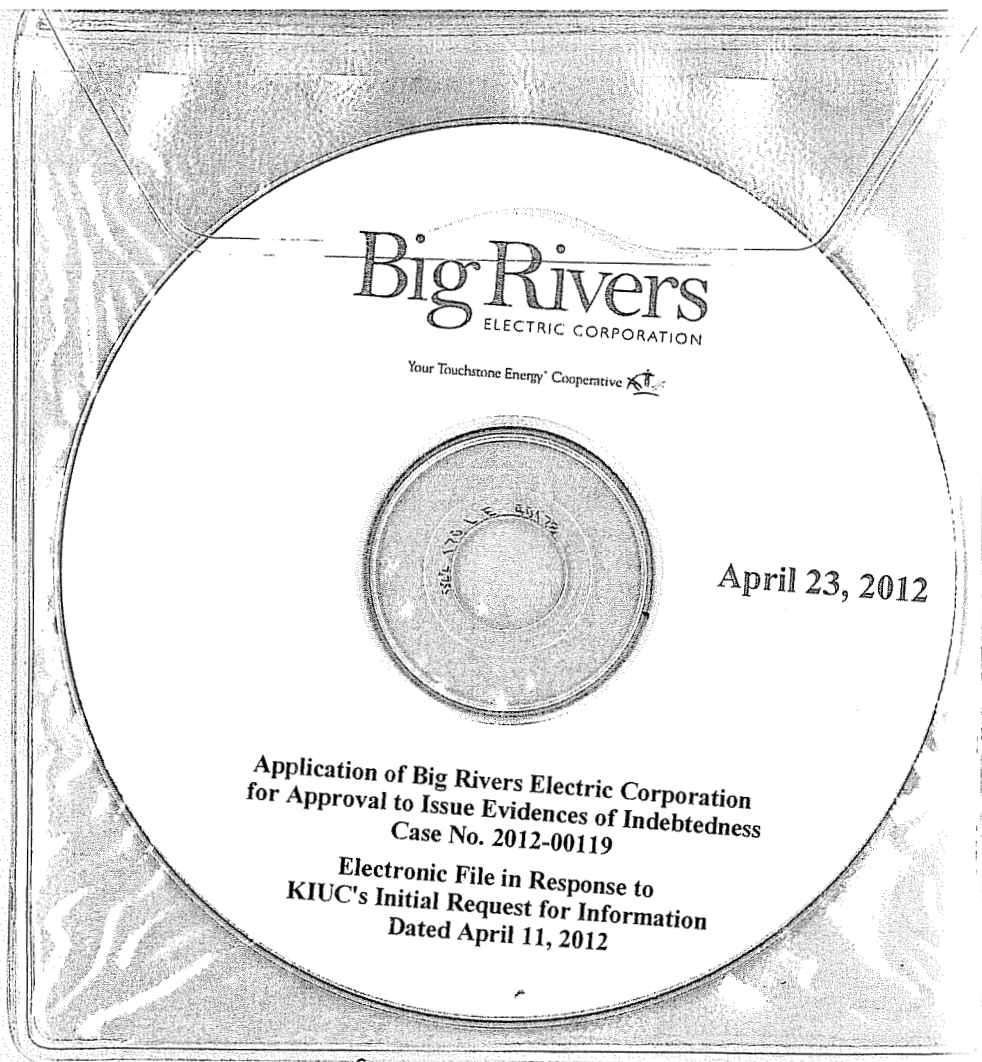 Big Rivers
ELECTRIC CORPORATION
Your Touchstone Energy® Cooperative
April 23, 2012
Application of Big Rivers Electric Corporation
for Approval to Issue Evidences of Indebtedness
Case No. 2012-00119
Electronic File in Response to
KIUC's Initial Request for Information
Dated April 11, 2012